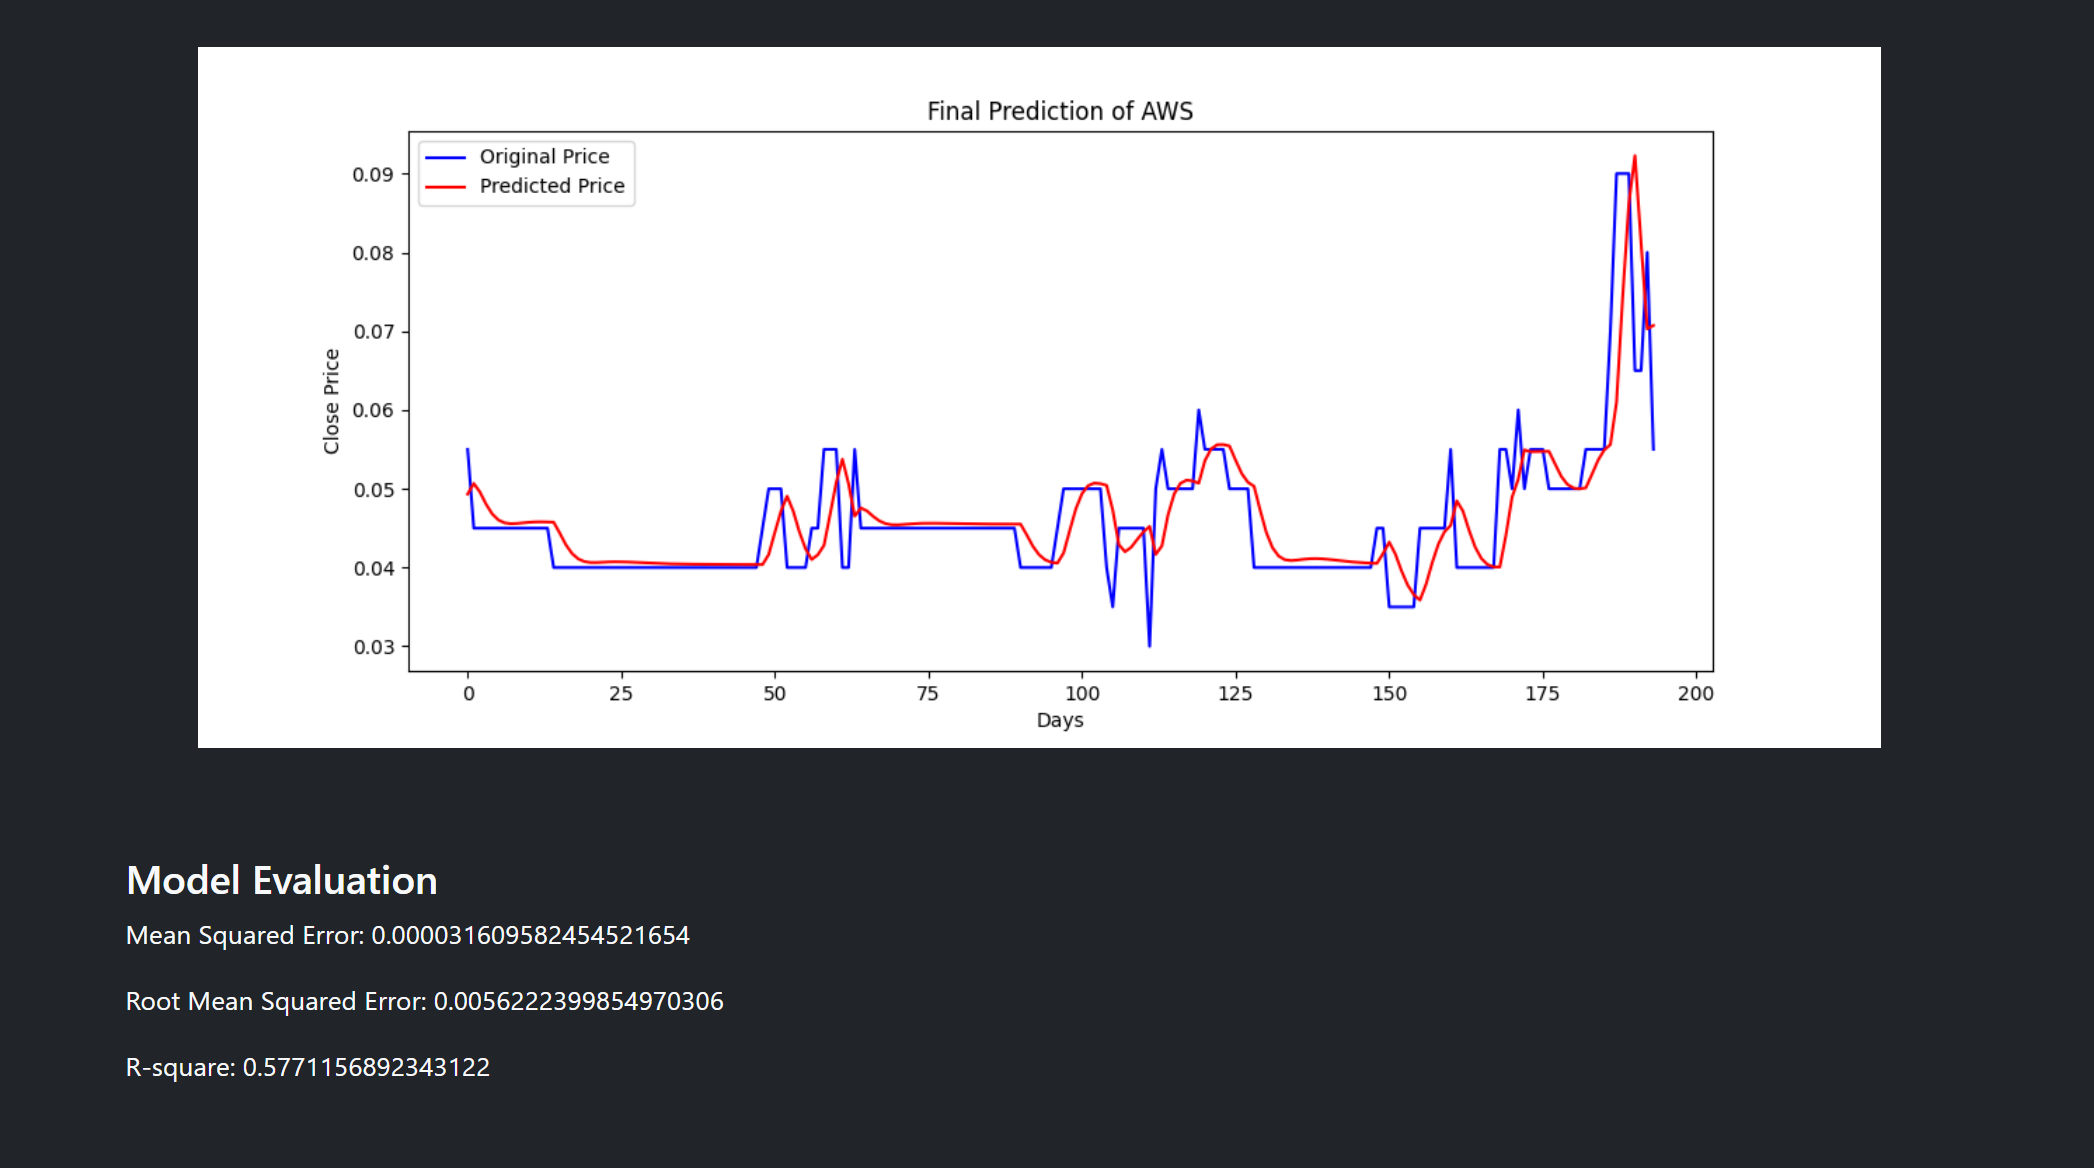 Final Prediction of AWS
Original Price
Predicted Price
0.09
0.08
0.07
0.06
0.05
0.04
0.03
Close Price
0 25 50 75 100 125 150 175 200
Days
Model Evaluation
Mean Squared Error: 0.000031609582454521654
Root Mean Squared Error: 0.0056222399854970306
R-square: 0.5771156892343122